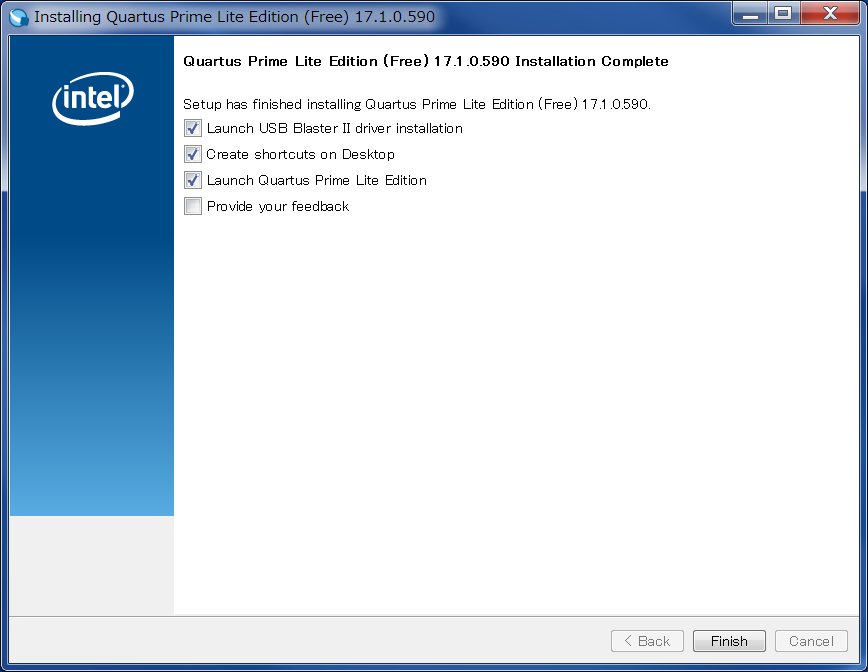 Installing Quartus Prime Lite Edition (Free) 17.1.0.590
intel
Quartus Prime Lite Edition (Free) 17.1.0.590 Installation Complete
Setup has finished installing Quartus Prime Lite Edition (Free) 17.1.0.590.
Launch USB Blaster II driver installation
Create shortcuts on Desktop
Launch Quartus Prime Lite Edition
Provide your feedback
< Back Finish Cancel